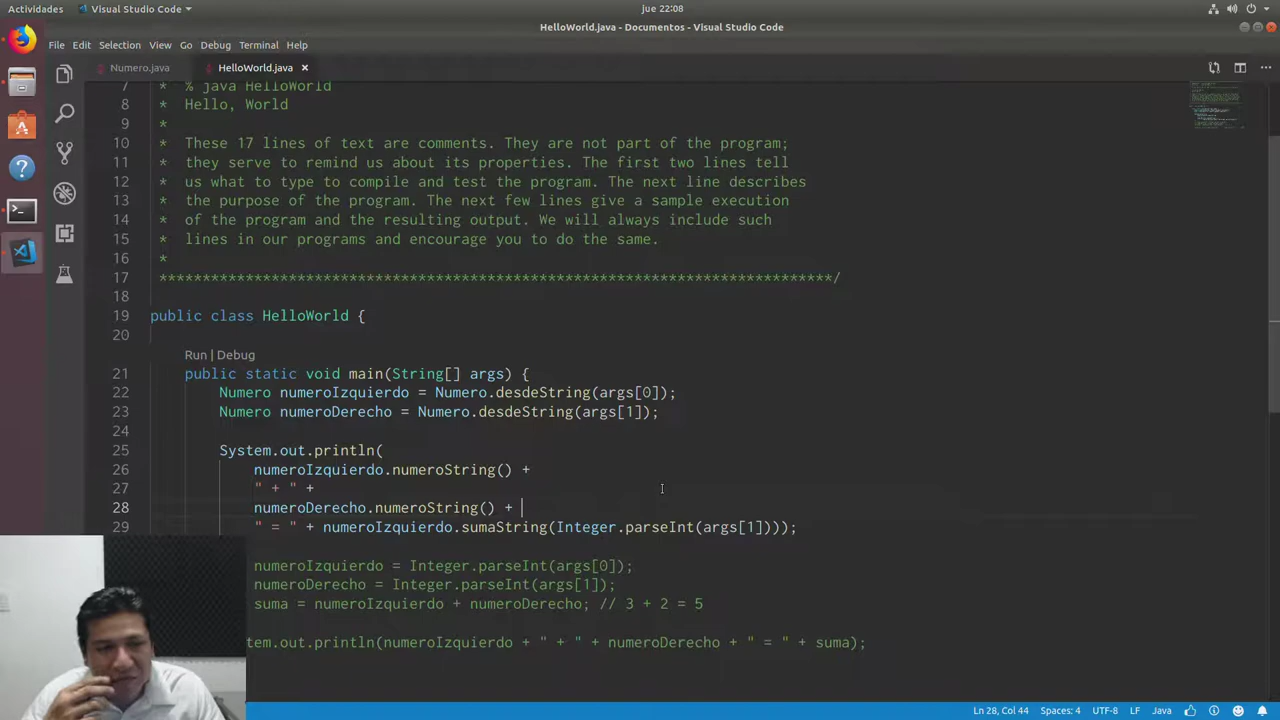 Actividades
Visual Studio Code
jue 22:08
HelloWorld.java - Documentos - Visual Studio Code
File Edit Selection View Go Debug Terminal Help
Numero.java
HelloWorld.java
7 * % java HelloWorld
8 * Hello, World
9 *
10 * These 17 lines of text are comments. They are not part of the program;
11 * they serve to remind us about its properties. The first two lines tell
12 * us what to type to compile and test the program. The next line describes
13 * the purpose of the program. The next few lines give a sample execution
14 * of the program and the resulting output. We will always include such
15 * lines in our programs and encourage you to do the same.
16 *
17 ******************************************************************************/
18
19 public class HelloWorld {
20
Run | Debug
21 public static void main(String[] args) {
22 Numero numeroIzquierdo = Numero.desdeString(args[0]);
23 Numero numeroDerecho = Numero.desdeString(args[1]);
24
25 System.out.println(
26 numeroIzquierdo.numeroString() +
27 " + " +
28 numeroDerecho.numeroString() +
29 " = " + numeroIzquierdo.sumaString(Integer.parseInt(args[1])));
numeroIzquierdo = Integer.parseInt(args[0]);
numeroDerecho = Integer.parseInt(args[1]);
suma = numeroIzquierdo + numeroDerecho; // 3 + 2 = 5
tem.out.println(numeroIzquierdo + " + " + numeroDerecho + " = " + suma);
Ln 28, Col 44 Spaces: 4 UTF-8 LF Java